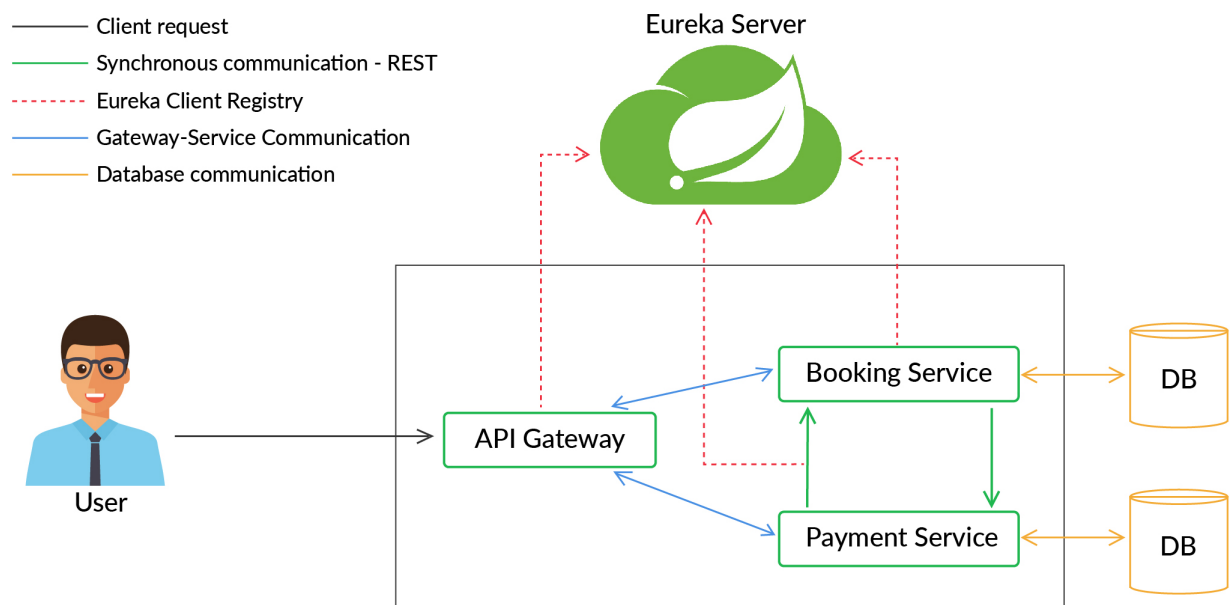 Client request
Synchronous communication - REST
Eureka Client Registry
Gateway-Service Communication
Database communication
Eureka Server
User
API Gateway
Booking Service
Payment Service
DB
DB